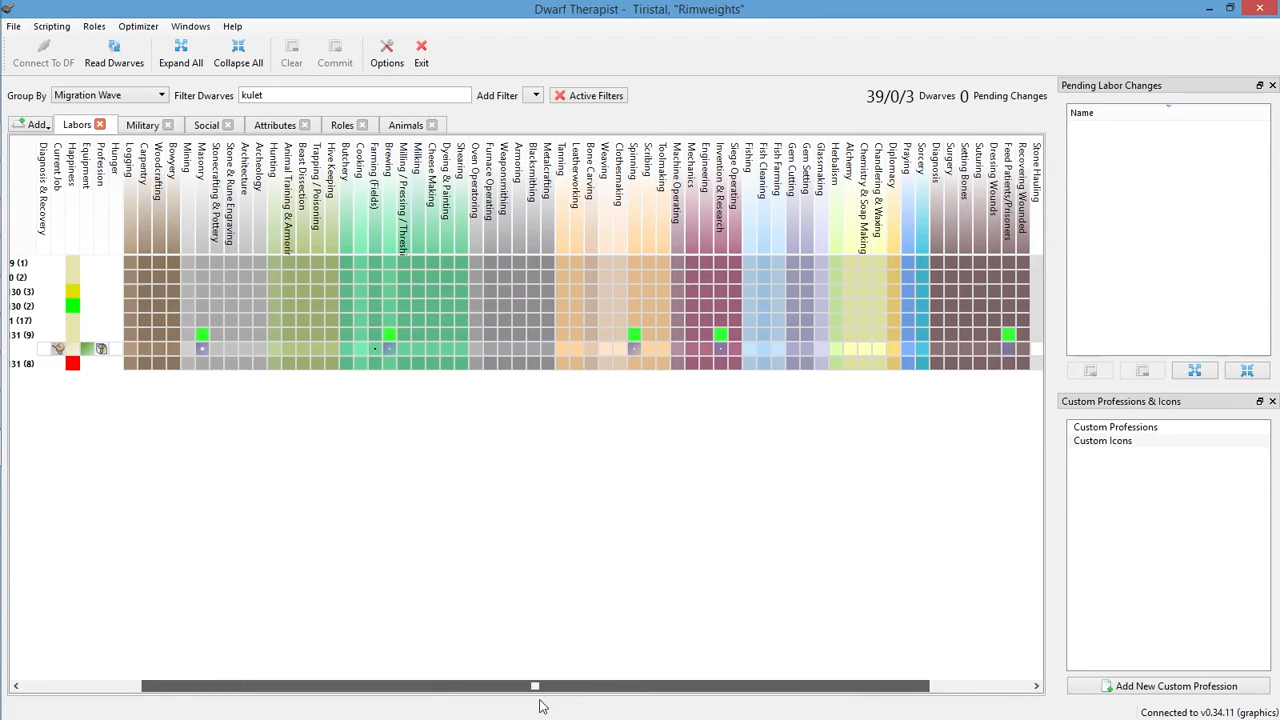 Dwarf Therapist - Tiristal, "Rimweights"
File Scripting Roles Optimizer Windows Help
Connect To DF Read Dwarves Expand All Collapse All Clear Commit Options Exit
Group By Migration Wave Filter Dwarves kulet Add Filter Active Filters 39/0/3 Dwarves 0 Pending Changes
Add... Labors Military Social Attributes Roles Animals
Diagnosis & Recovery
Current Job
Happiness
Equipment
Profession
Hunger
Logging
Carpentry
Woodcrafting
Bowyery
Mining
Masonry
Stonecrafting & Pottery
Stone & Rune Engraving
Architecture
Archeology
Hunting
Animal Training & Armorin
Beast Dissection
Trapping / Poisoning
Hive Keeping
Butchery
Cooking
Farming (Fields)
Brewing
Milling / Pressing / Threshi
Milking
Cheese Making
Dyeing & Painting
Shearing
Oven Operatoring
Furnace Operating
Weaponsmithing
Armoring
Blacksmithing
Metalcrafting
Tanning
Leatherworking
Bone Carving
Weaving
Clothesmaking
Spinning
Scribing
Toolmaking
Machine Operating
Mechanics
Engineering
Invention & Research
Siege Operating
Fishing
Fish Cleaning
Fish Farming
Gem Cutting
Gem Setting
Glassmaking
Herbalism
Alchemy
Chemistry & Soap Making
Chandlering & Waxing
Diplomacy
Praying
Sorcery
Diagnosis
Surgery
Setting Bones
Suturing
Dressing Wounds
Feed Patients/Prisoners
Recovering Wounded
Stone Hauling
9 (1)
0 (2)
30 (3)
30 (2)
1 (17)
31 (9)
31 (8)
Pending Labor Changes
Name
Custom Professions & Icons
Custom Professions
Custom Icons
Add New Custom Profession
Connected to v0.34.11 (graphics)